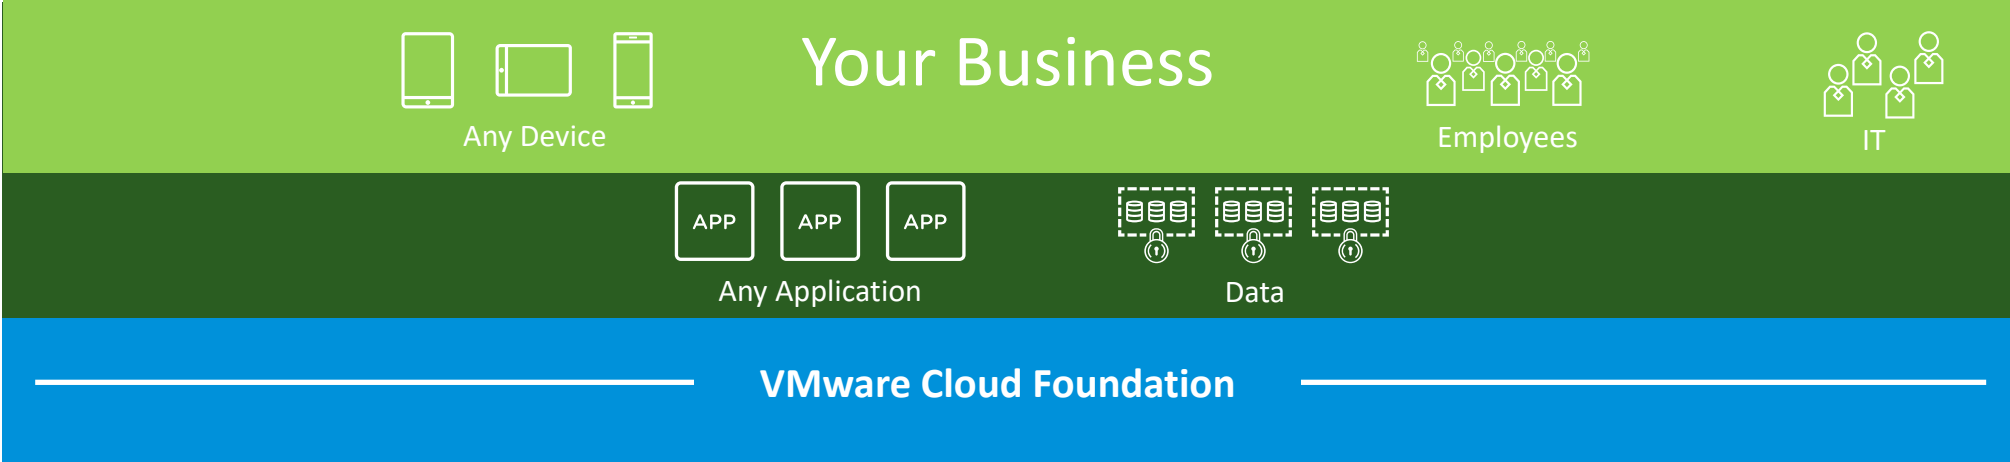 Your Business
Any Device
Employees
IT
APP APP APP
Any Application
Data
VMware Cloud Foundation